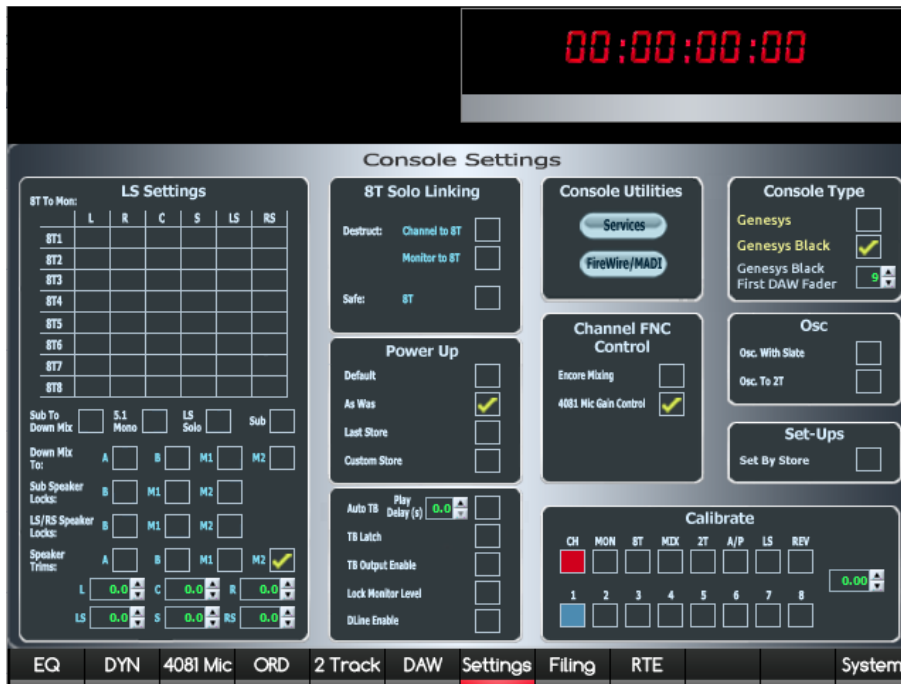 00:00:00:00
Console Settings
LS Settings
8T To Mon:
L R C S LS RS
8T1
8T2
8T3
8T4
8T5
8T6
8T7
8T8
Sub To Down Mix 5.1 Mono LS Solo Sub
Down Mix To: A B M1 M2
Sub Speaker Locks: B M1 M2
LS/RS Speaker Locks: B M1 M2
Speaker Trims: A B M1 M2
L 0.0 C 0.0 R 0.0
LS 0.0 S 0.0 RS 0.0
8T Solo Linking
Destruct: Channel to 8T
Monitor to 8T
Safe: 8T
Power Up
Default
As Was
Last Store
Custom Store
Auto TB Play Delay (s) 0.0
TB Latch
TB Output Enable
Lock Monitor Level
DLine Enable
Console Utilities
Services
FireWire/MADI
Channel FNC
Control
Encore Mixing
4081 Mic Gain Control
Console Type
Genesys
Genesys Black
Genesys Black
First DAW Fader 9
Osc
Osc. With Slate
Osc. To 2T
Set-Ups
Set By Store
Calibrate
CH MON 8T MIX 2T A/P LS REV
1 2 3 4 5 6 7 8
0.00
EQ DYN 4081 Mic ORD 2 Track DAW Settings Filing RTE System